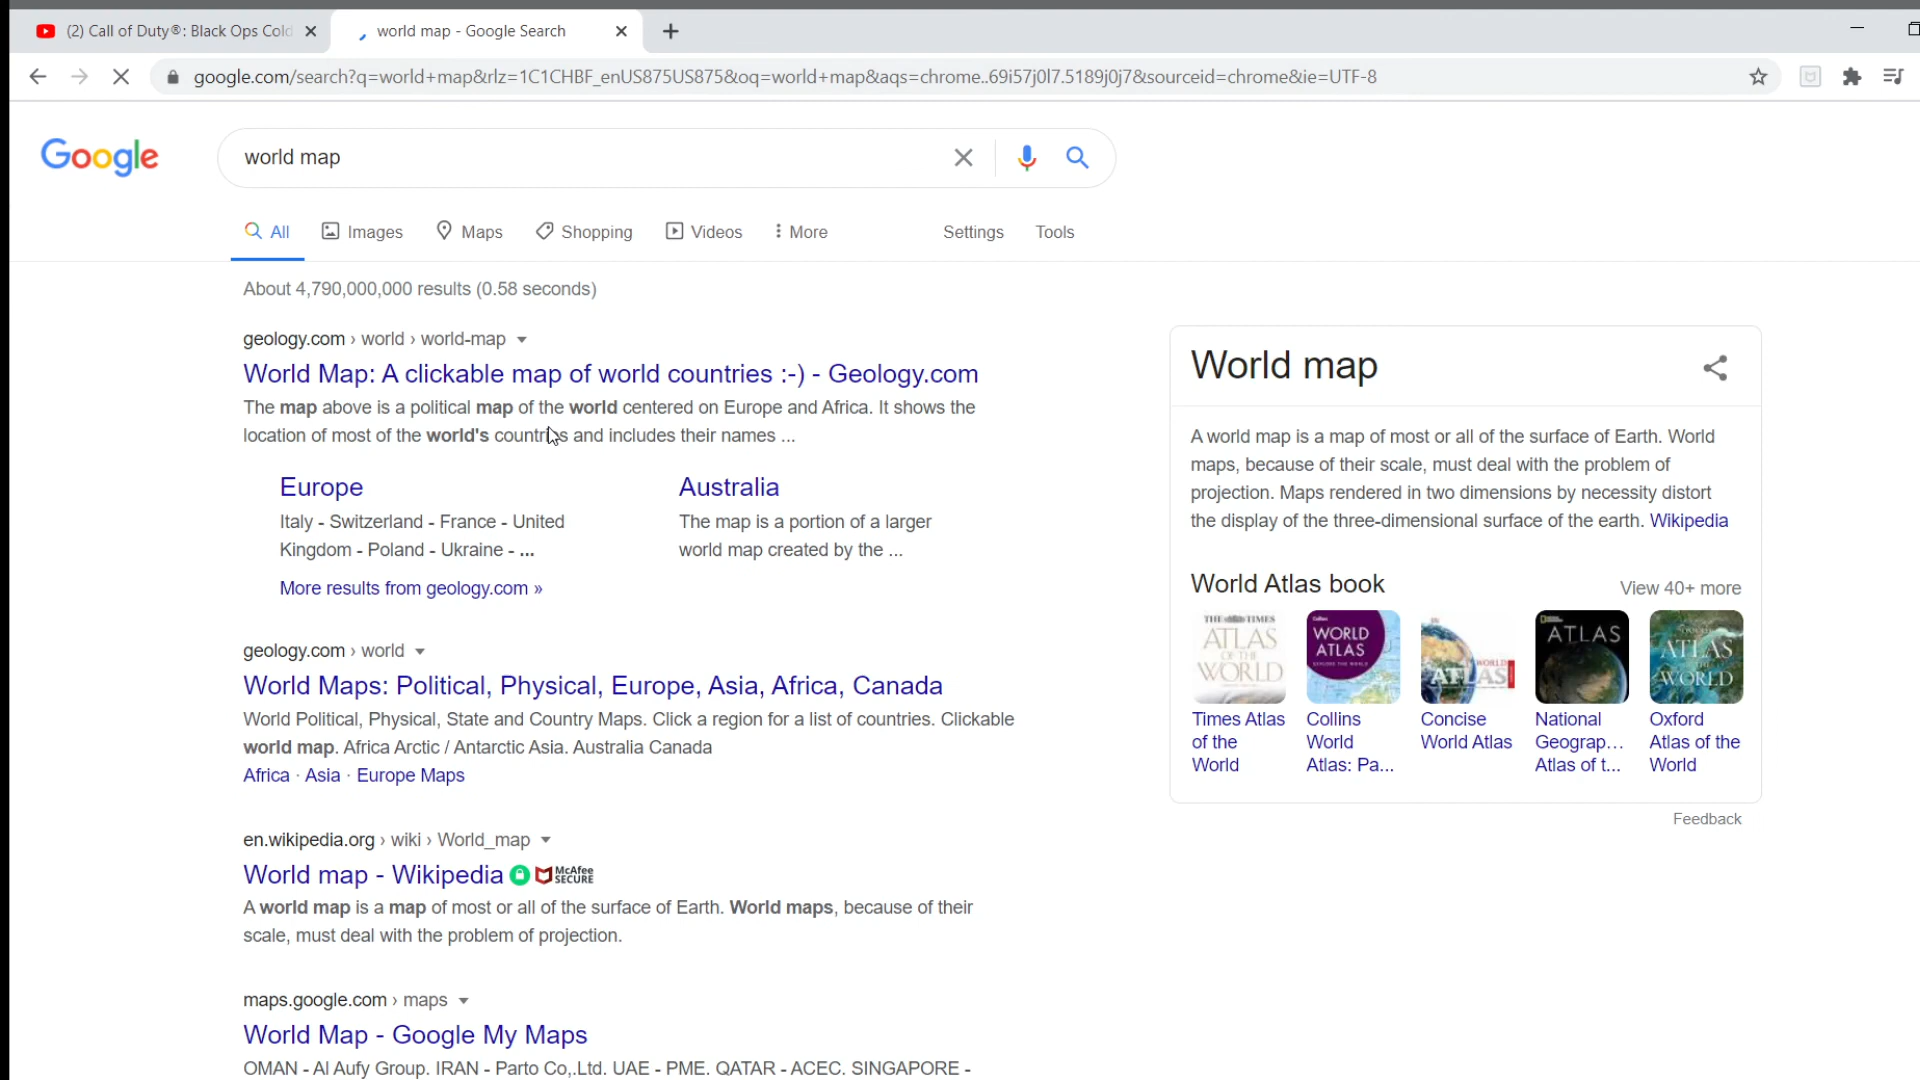 (2) Call of Duty®: Black Ops Cold
world map - Google Search
google.com/search?q=world+map&rlz=1C1CHBF_enUS875US875&oq=world+map&aqs=chrome..69i57j0l7.5189j0j7&sourceid=chrome&ie=UTF-8
Google
world map
All
Images
Maps
Shopping
Videos
More
Settings
Tools
About 4,790,000,000 results (0.58 seconds)
geology.com › world › world-map
World Map: A clickable map of world countries :-) - Geology.com
The map above is a political map of the world centered on Europe and Africa. It shows the
location of most of the world's countries and includes their names ...
Europe
Italy - Switzerland - France - United
Kingdom - Poland - Ukraine - ...
Australia
The map is a portion of a larger
world map created by the ...
More results from geology.com »
geology.com › world
World Maps: Political, Physical, Europe, Asia, Africa, Canada
World Political, Physical, State and Country Maps. Click a region for a list of countries. Clickable
world map. Africa Arctic / Antarctic Asia. Australia Canada
Africa · Asia · Europe Maps
en.wikipedia.org › wiki › World_map
World map - Wikipedia
McAfee
SECURE
A world map is a map of most or all of the surface of Earth. World maps, because of their
scale, must deal with the problem of projection.
maps.google.com › maps
World Map - Google My Maps
OMAN - Al Aufy Group. IRAN - Parto Co,.Ltd. UAE - PME. QATAR - ACEC. SINGAPORE -
World map
A world map is a map of most or all of the surface of Earth. World
maps, because of their scale, must deal with the problem of
projection. Maps rendered in two dimensions by necessity distort
the display of the three-dimensional surface of the earth. Wikipedia
World Atlas book
View 40+ more
THE TIMES
ATLAS
OF THE
WORLD
Collins
WORLD
ATLAS
EXPLORE THE WORLD
WORLD
ATLAS
ATLAS
ATLAS
WORLD
Times Atlas
of the
World
Collins
World
Atlas: Pa...
Concise
World Atlas
National
Geograp...
Atlas of t...
Oxford
Atlas of the
World
Feedback